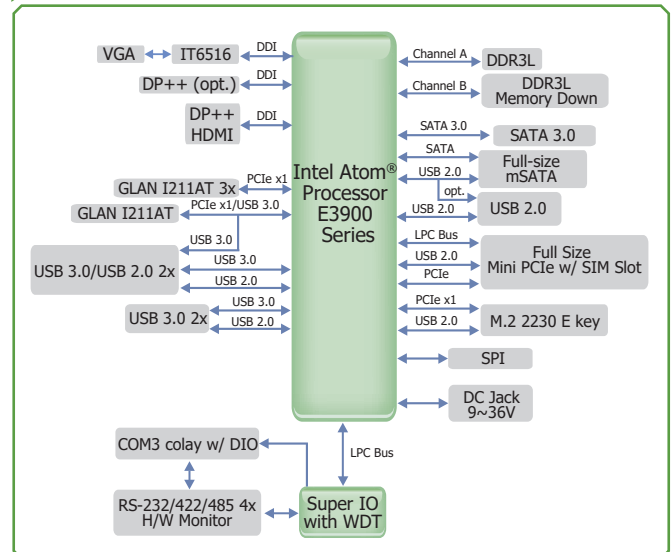 VGA
IT6516
DDI
DP++ (opt.)
DDI
DP++
HDMI
DDI
GLAN I211AT 3x
PCIe x1
GLAN I211AT
PCIe x1/USB 3.0
USB 3.0
USB 3.0/USB 2.0 2x
USB 3.0
USB 2.0
USB 3.0 2x
USB 3.0
USB 2.0
Intel Atom®
Processor
E3900
Series
Channel A
DDR3L
Channel B
DDR3L
Memory Down
SATA 3.0
SATA 3.0
SATA
USB 2.0
Full-size
mSATA
opt.
USB 2.0
USB 2.0
LPC Bus
USB 2.0
PCIe
Full Size
Mini PCIe w/ SIM Slot
PCIe x1
USB 2.0
M.2 2230 E key
SPI
DC Jack
9~36V
LPC Bus
COM3 colay w/ DIO
RS-232/422/485 4x
H/W Monitor
Super IO
with WDT